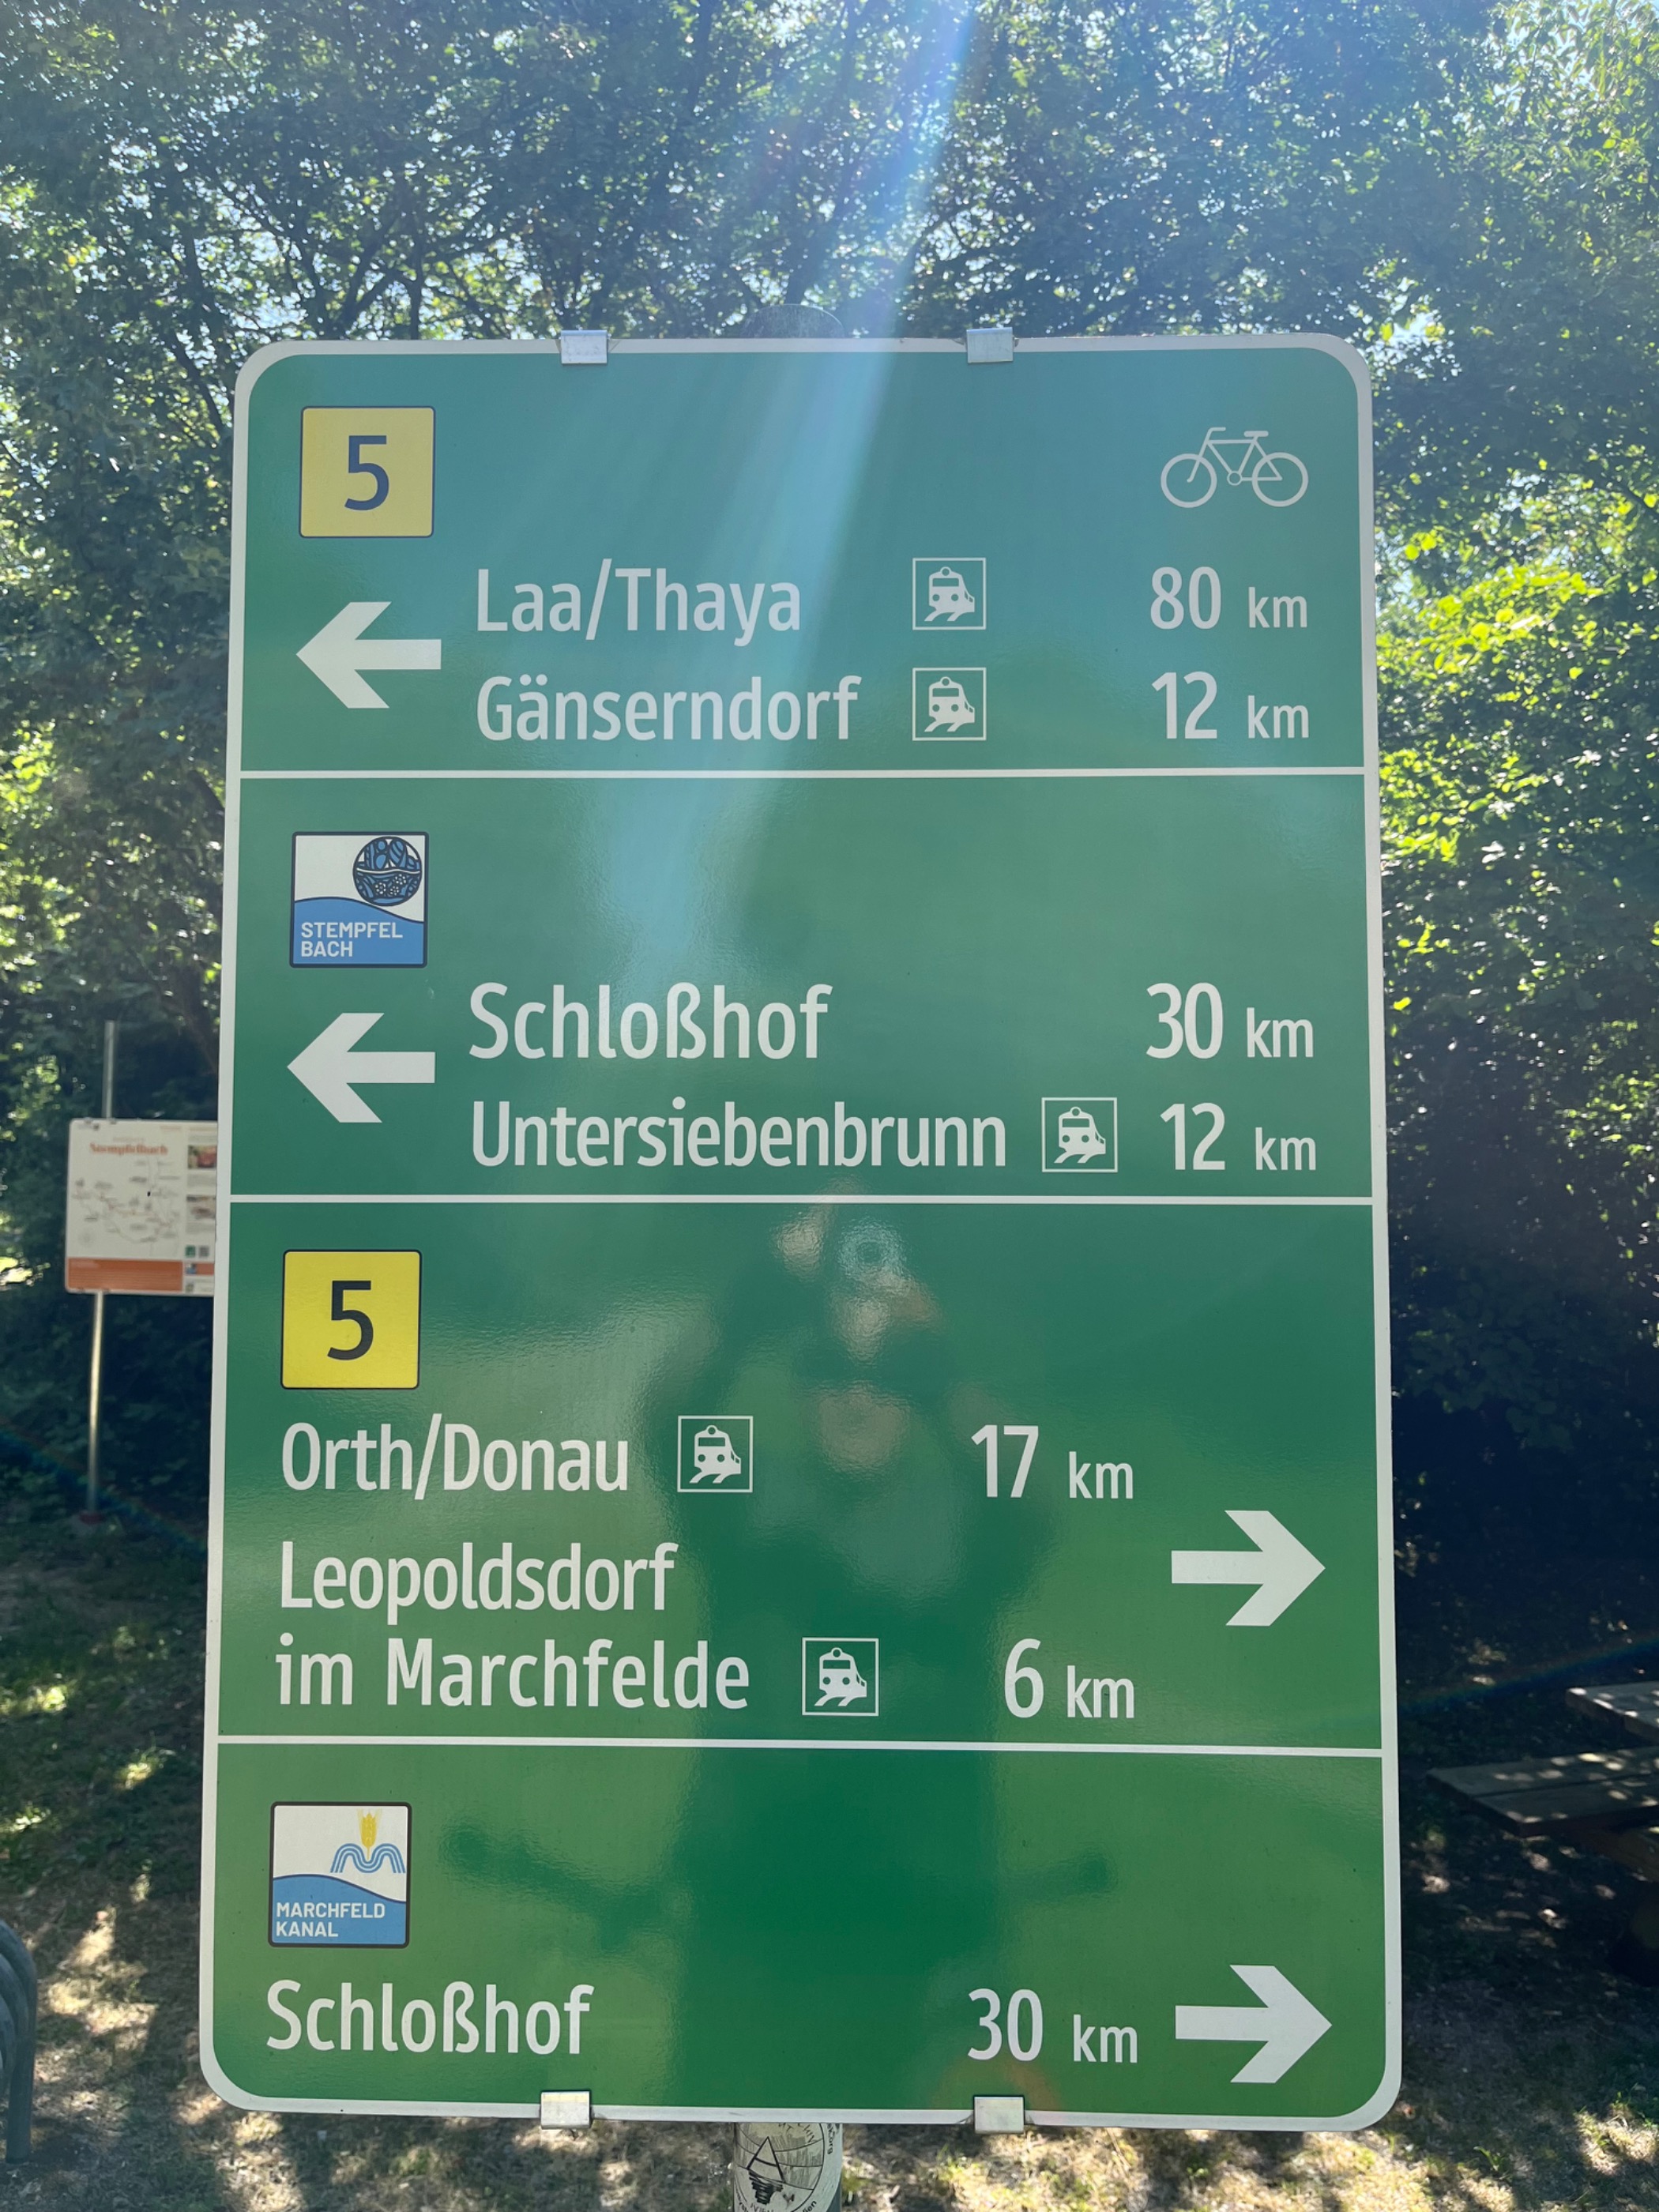 5
Laa/Thaya 80 km
Gänserndorf 12 km
STEMPFEL
BACH
Schloßhof 30 km
Untersiebenbrunn 12 km
Stempfelbach
5
Orth/Donau 17 km
Leopoldsdorf
im Marchfelde 6 km
MARCHFELD
KANAL
Schloßhof 30 km